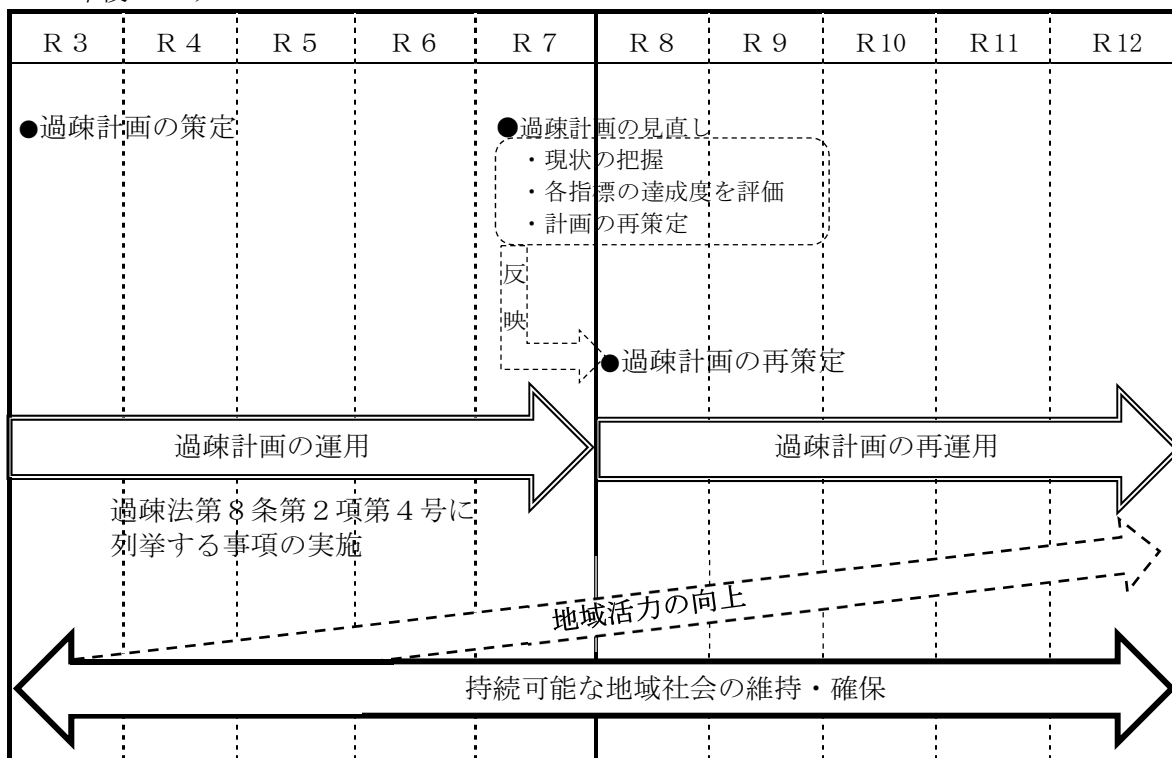 R3 R4 R5 R6 R7 R8 R9 R10 R11 R12
●過疎計画の策定
●過疎計画の見直し
・現状の把握
・各指標の達成度を評価
・計画の再策定
反映
●過疎計画の再策定
過疎計画の運用
過疎計画の再運用
過疎法第8条第2項第4号に
列挙する事項の実施
地域活力の向上
持続可能な地域社会の維持・確保